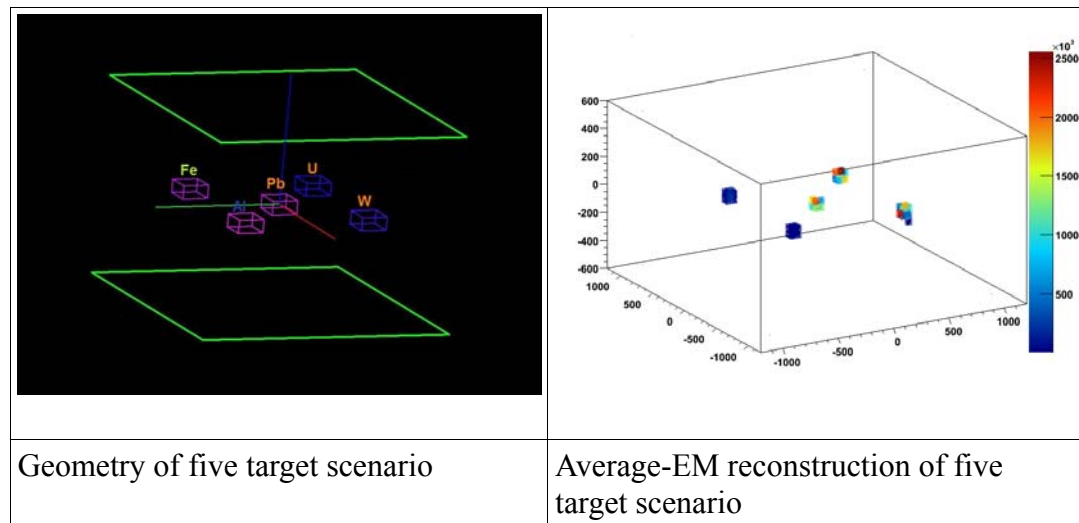 Fe
U
Pb
Al
W
×10³
2500
2000
1500
1000
500
600
400
200
0
-200
-400
-600
1000
500
0
-500
-1000
-1000
-500
0
500
1000
Geometry of five target scenario
Average-EM reconstruction of five
target scenario